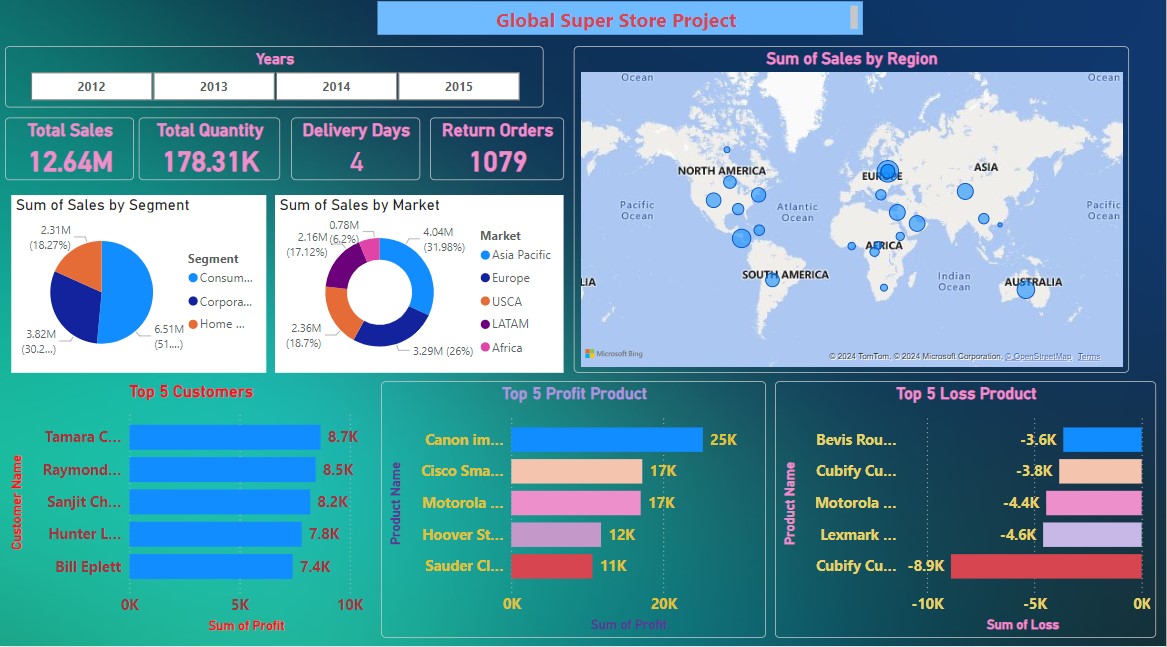 Global Super Store Project
Years
2012 2013 2014 2015
Total Sales
12.64M
Total Quantity
178.31K
Delivery Days
4
Return Orders
1079
Sum of Sales by Segment
2.31M
(18.27%)
3.82M
(30.2...)
6.51M
(51....)
Segment
Consum...
Corpora...
Home ...
Sum of Sales by Market
0.78M
(6.2%)
2.16M
(17.12%)
4.04M
(31.98%)
2.36M
(18.7%)
3.29M (26%)
Market
Asia Pacific
Europe
USCA
LATAM
Africa
Sum of Sales by Region
Ocean
Ocean
NORTH AMERICA
EUROPE
ASIA
Pacific
Ocean
Atlantic
Ocean
Pacific
Ocean
AFRICA
SOUTH AMERICA
Indian
Ocean
AUSTRALIA
LIA
Microsoft Bing
© 2024 TomTom, © 2024 Microsoft Corporation, © OpenStreetMap Terms
Top 5 Customers
Customer Name
Tamara C... 8.7K
Raymond... 8.5K
Sanjit Ch... 8.2K
Hunter L... 7.8K
Bill Eplett 7.4K
0K 5K 10K
Sum of Profit
Top 5 Profit Product
Product Name
Canon im... 25K
Cisco Sma... 17K
Motorola ... 17K
Hoover St... 12K
Sauder Cl... 11K
0K 20K
Sum of Profit
Top 5 Loss Product
Product Name
Bevis Rou... -3.6K
Cubify Cu... -3.8K
Motorola ... -4.4K
Lexmark ... -4.6K
Cubify Cu... -8.9K
-10K -5K 0K
Sum of Loss